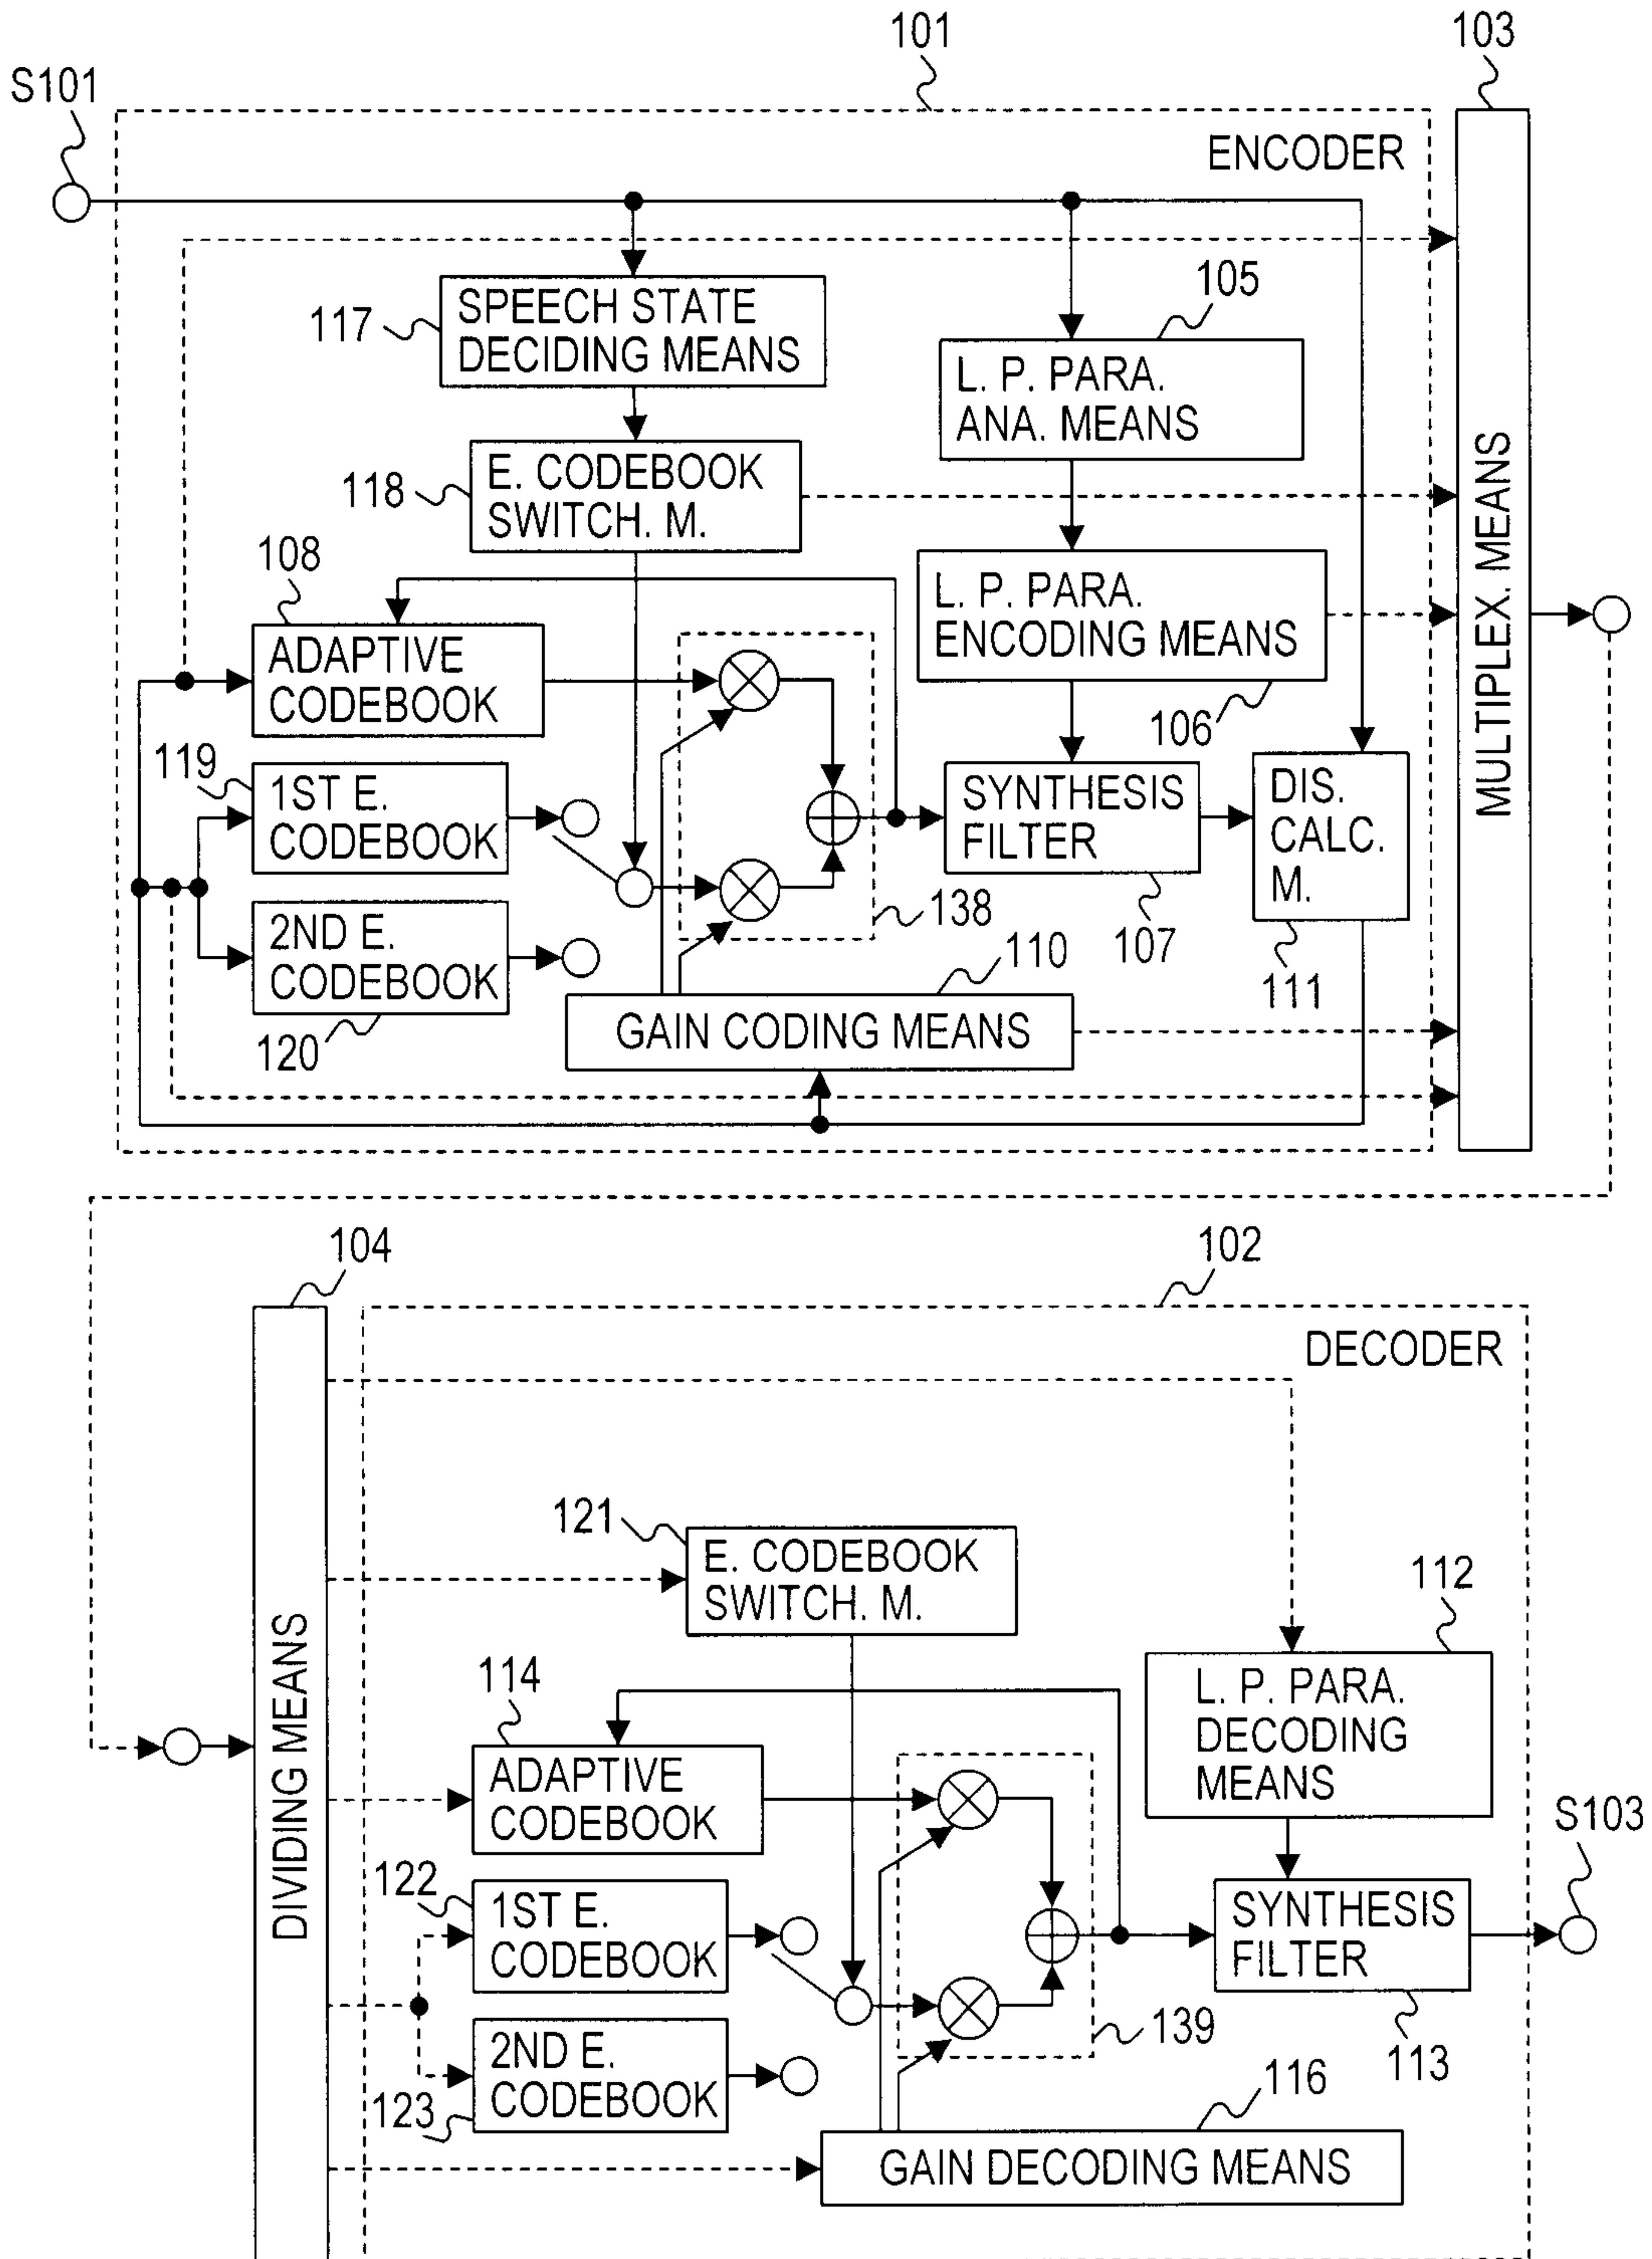 101
103
S101
ENCODER
117
SPEECH STATE
DECIDING MEANS
105
L. P. PARA.
ANA. MEANS
118
E. CODEBOOK
SWITCH. M.
108
ADAPTIVE
CODEBOOK
L. P. PARA.
ENCODING MEANS
106
MULTIPLEX. MEANS
119
1ST E.
CODEBOOK
SYNTHESIS
FILTER
107
DIS.
CALC.
M.
111
138
2ND E.
CODEBOOK
120
110
GAIN CODING MEANS
104
102
DECODER
DIVIDING MEANS
121
E. CODEBOOK
SWITCH. M.
112
L. P. PARA.
DECODING
MEANS
114
ADAPTIVE
CODEBOOK
S103
122
1ST E.
CODEBOOK
SYNTHESIS
FILTER
113
139
2ND E.
CODEBOOK
123
116
GAIN DECODING MEANS